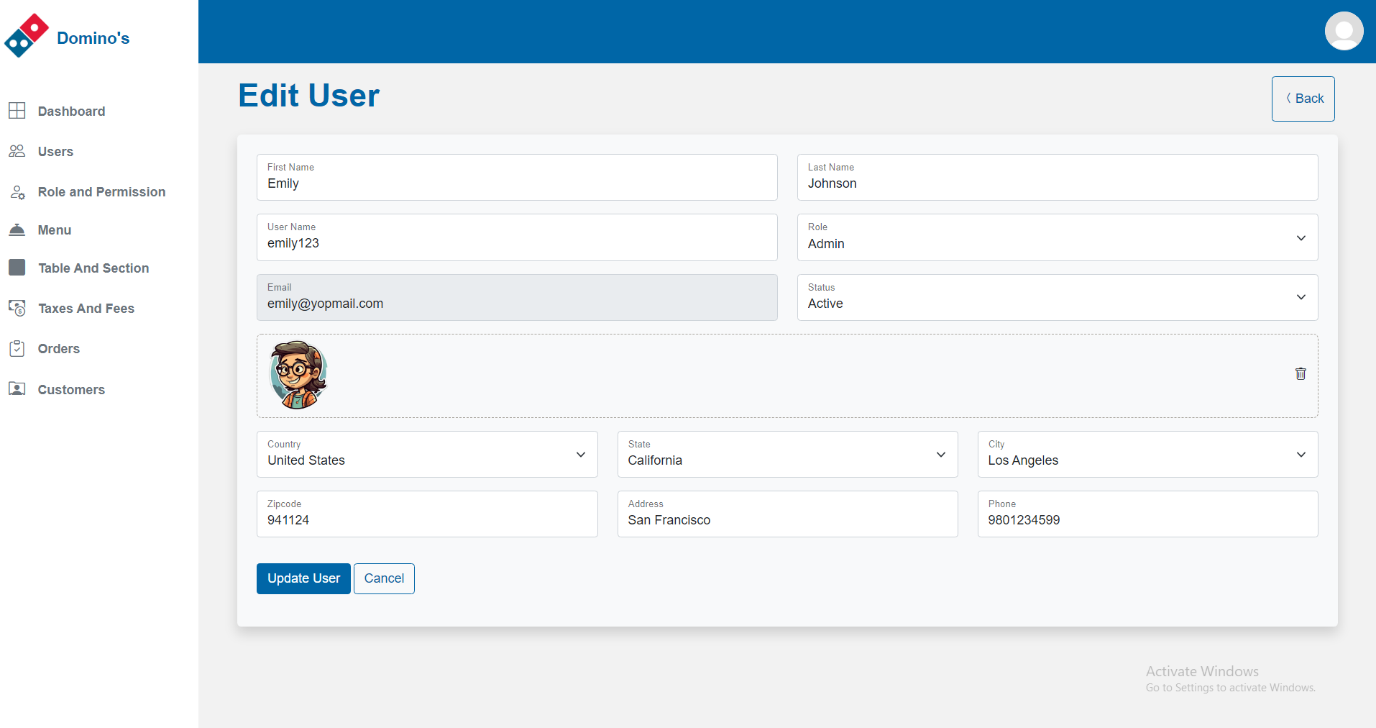 Domino's
Dashboard
Users
Role and Permission
Menu
Table And Section
Taxes And Fees
Orders
Customers
Edit User
Back
First Name
Emily
Last Name
Johnson
User Name
emily123
Role
Admin
Email
emily@yopmail.com
Status
Active
Country
United States
State
California
City
Los Angeles
Zipcode
941124
Address
San Francisco
Phone
9801234599
Update User
Cancel
Activate Windows
Go to Settings to activate Windows.